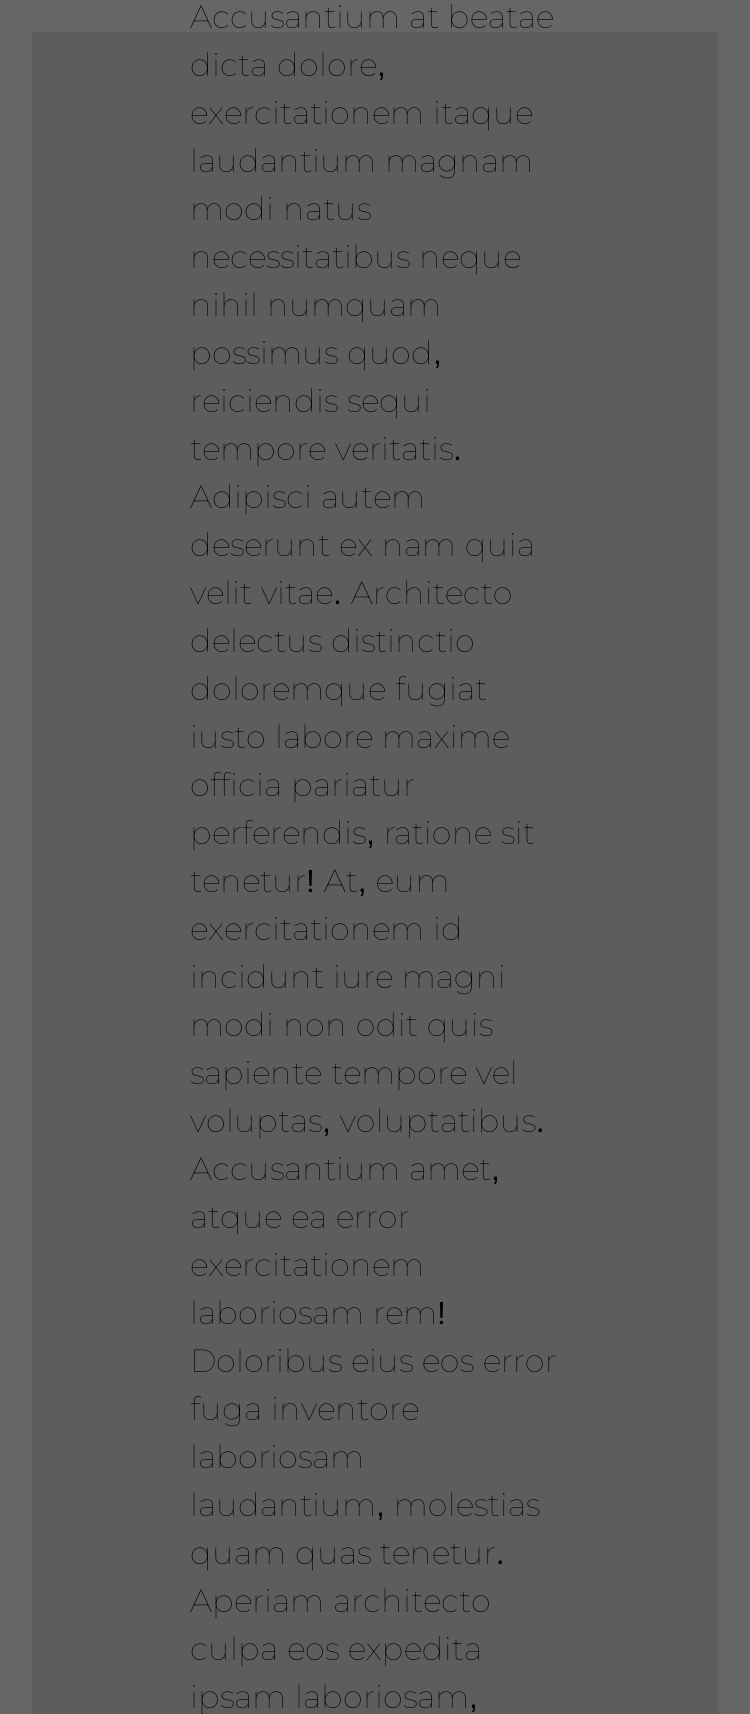 Accusantium at beatae
dicta dolore,
exercitationem itaque
laudantium magnam
modi natus
necessitatibus neque
nihil numquam
possimus quod,
reiciendis sequi
tempore veritatis.
Adipisci autem
deserunt ex nam quia
velit vitae. Architecto
delectus distinctio
doloremque fugiat
iusto labore maxime
officia pariatur
perferendis, ratione sit
tenetur! At, eum
exercitationem id
incidunt iure magni
modi non odit quis
sapiente tempore vel
voluptas, voluptatibus.
Accusantium amet,
atque ea error
exercitationem
laboriosam rem!
Doloribus eius eos error
fuga inventore
laboriosam
laudantium, molestias
quam quas tenetur.
Aperiam architecto
culpa eos expedita
ipsam laboriosam,